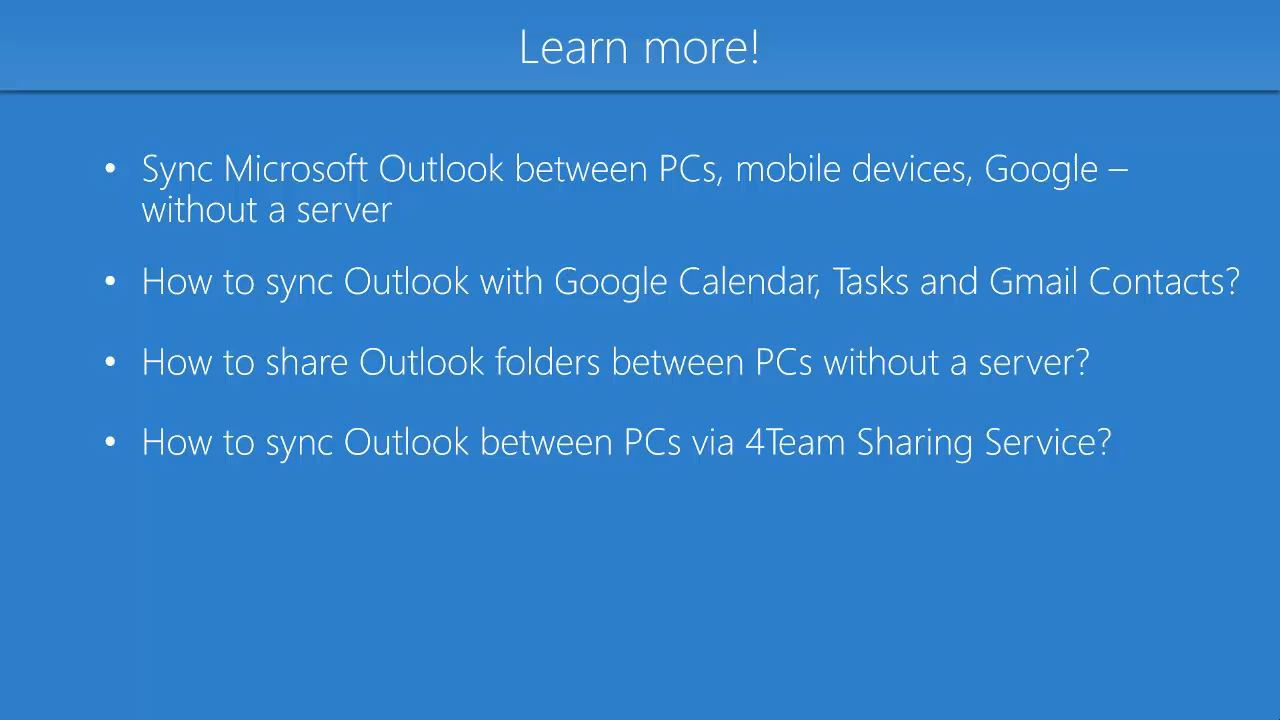 Learn more!
• Sync Microsoft Outlook between PCs, mobile devices, Google –
without a server
• How to sync Outlook with Google Calendar, Tasks and Gmail Contacts?
• How to share Outlook folders between PCs without a server?
• How to sync Outlook between PCs via 4Team Sharing Service?